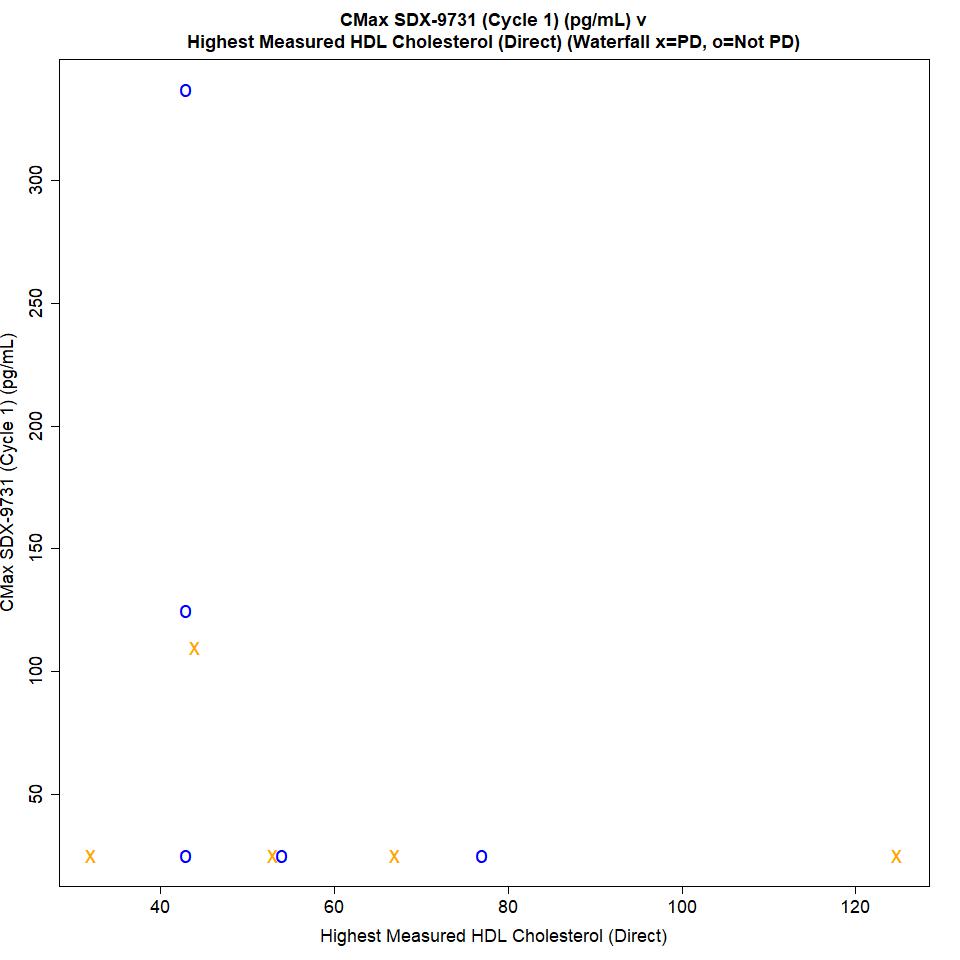 CMax SDX-9731 (Cycle 1) (pg/mL) v
Highest Measured HDL Cholesterol (Direct) (Waterfall x=PD, o=Not PD)
CMax SDX-9731 (Cycle 1) (pg/mL)
300
250
200
150
100
50
O
O
X
X
O
X
O
X
O
X
40
60
80
100
120
Highest Measured HDL Cholesterol (Direct)